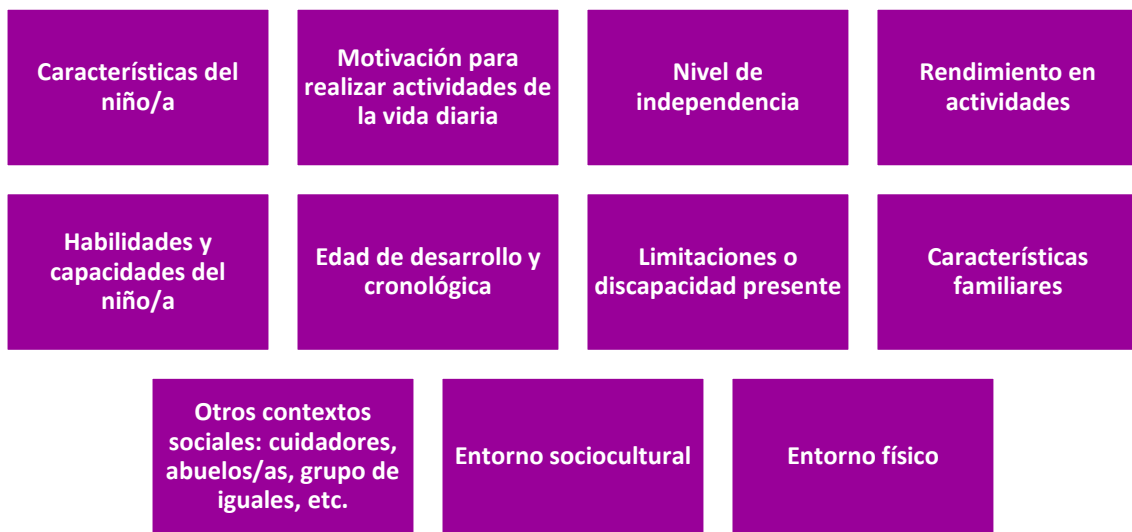 Características del
niño/a
Motivación para
realizar actividades de
la vida diaria
Nivel de
independencia
Rendimiento en
actividades
Habilidades y
capacidades del
niño/a
Edad de desarrollo y
cronológica
Limitaciones o
discapacidad presente
Características
familiares
Otros contextos
sociales: cuidadores,
abuelos/as, grupo de
iguales, etc.
Entorno sociocultural
Entorno físico